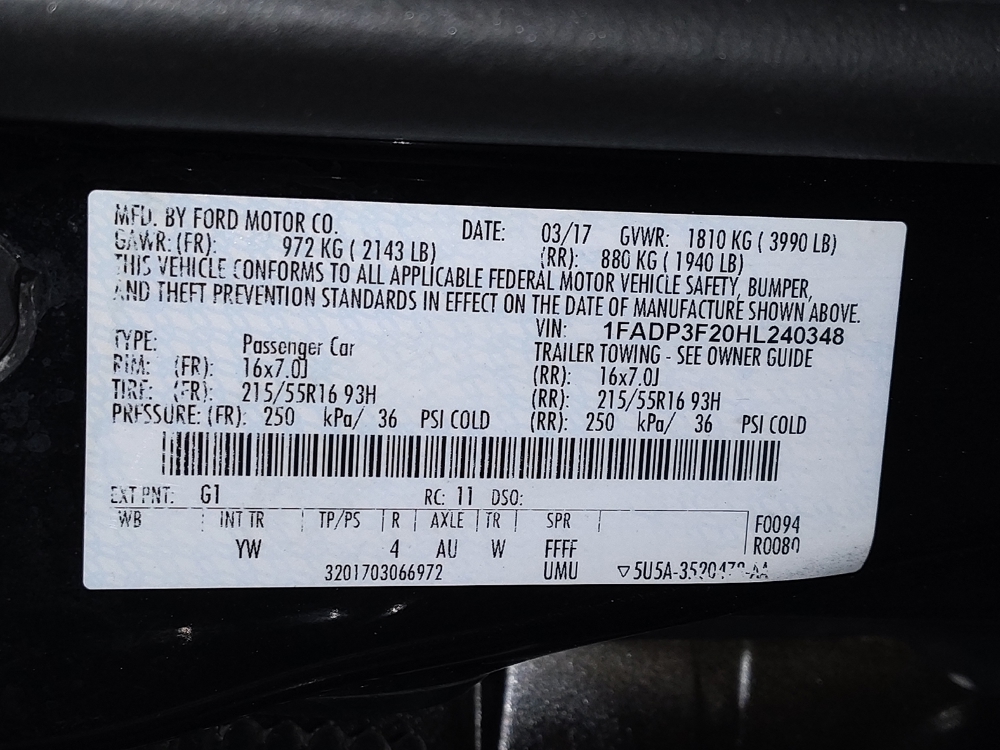 MFD. BY FORD MOTOR CO. DATE: 03/17 GVWR: 1810 KG ( 3990 LB)
GAWR: (FR): 972 KG ( 2143 LB) (RR): 880 KG ( 1940 LB)
THIS VEHICLE CONFORMS TO ALL APPLICABLE FEDERAL MOTOR VEHICLE SAFETY, BUMPER,
AND THEFT PREVENTION STANDARDS IN EFFECT ON THE DATE OF MANUFACTURE SHOWN ABOVE.
VIN: 1FADP3F20HL240348
TYPE: Passenger Car TRAILER TOWING - SEE OWNER GUIDE
RIM: (FR): 16x7.0J (RR): 16x7.0J
TIRE: (FR): 215/55R16 93H (RR): 215/55R16 93H
PRESSURE: (FR): 250 kPa/ 36 PSI COLD (RR): 250 kPa/ 36 PSI COLD
EXT PNT: G1 RC: 11 DSO:
WB INT TR TP/PS R AXLE TR SPR F0094
YW 4 AU W FFFF R0080
3201703066972 UMU